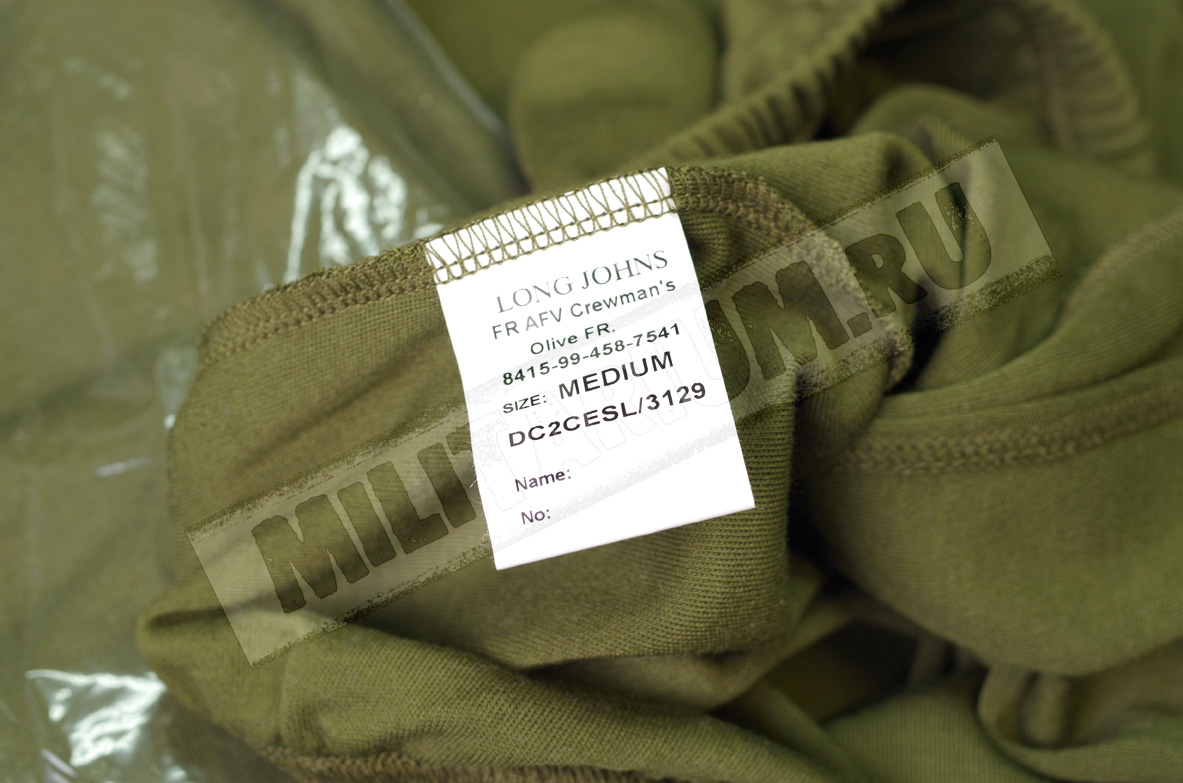 LONG JOHNS
FR AFV Crewman's
Olive FR.
8415-99-458-7541
SIZE: MEDIUM
DC2CESL/3129
Name:
No:
MILITARIUM.RU